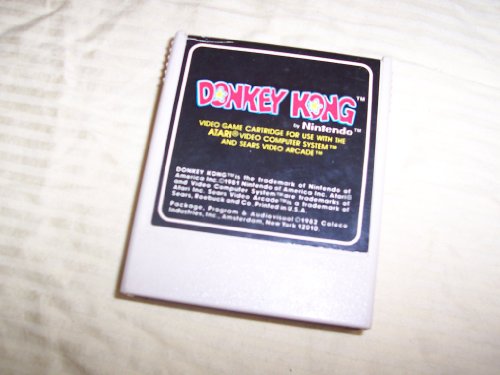 DONKEY KONG™
by Nintendo™
VIDEO GAME CARTRIDGE FOR USE WITH THE
ATARI® VIDEO COMPUTER SYSTEM™
AND SEARS VIDEO ARCADE™
DONKEY KONG™ is the trademark of Nintendo of
America Inc. ©1981 Nintendo of America Inc. Atari®
and Video Computer System™ are trademarks of
Atari Inc. Sears Video Arcade™ is a trademark of
Sears, Roebuck and Co. Printed in U.S.A.
Package, Program & Audiovisual ©1982 Coleco
Industries, Inc., Amsterdam, New York 12010.